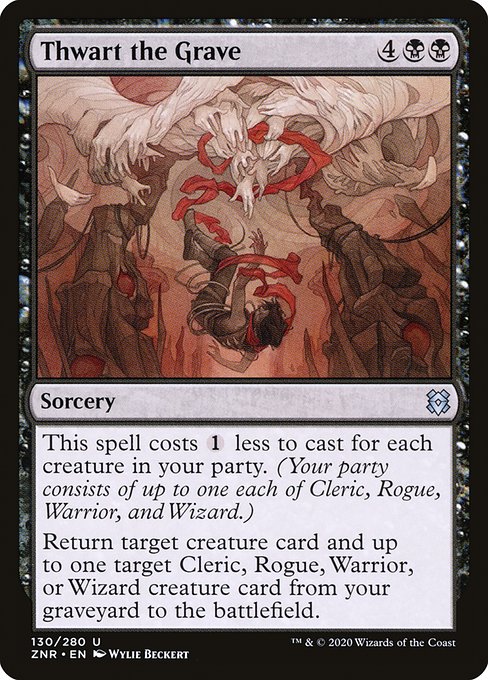 Thwart the Grave 4
Sorcery
This spell costs 1 less to cast for each
creature in your party. (Your party
consists of up to one each of Cleric, Rogue,
Warrior, and Wizard.)
Return target creature card and up
to one target Cleric, Rogue, Warrior,
or Wizard creature card from your
graveyard to the battlefield.
130/280 U
ZNR • EN Wylie Beckert
™ & © 2020 Wizards of the Coast